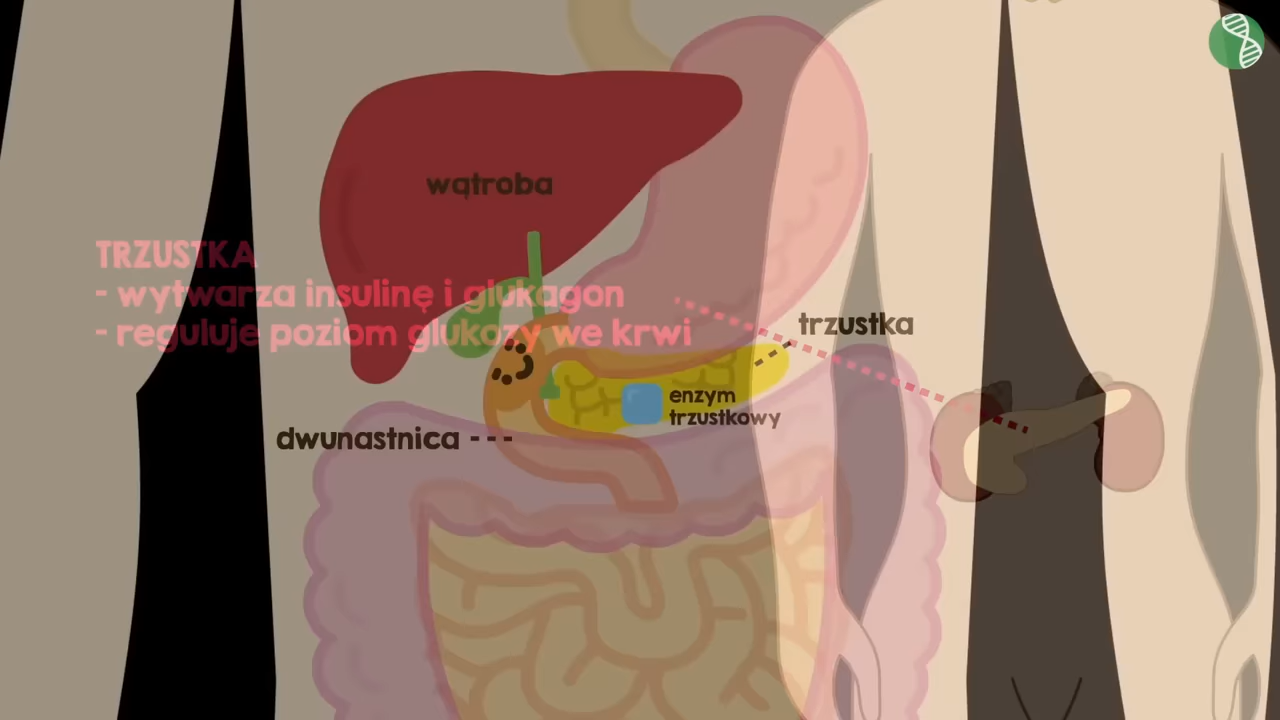 wątroba
TRZUSTKA
- wytwarza insulinę i glukagon
- reguluje poziom glukozy we krwi
trzustka
enzym
trzustkowy
dwunastnica